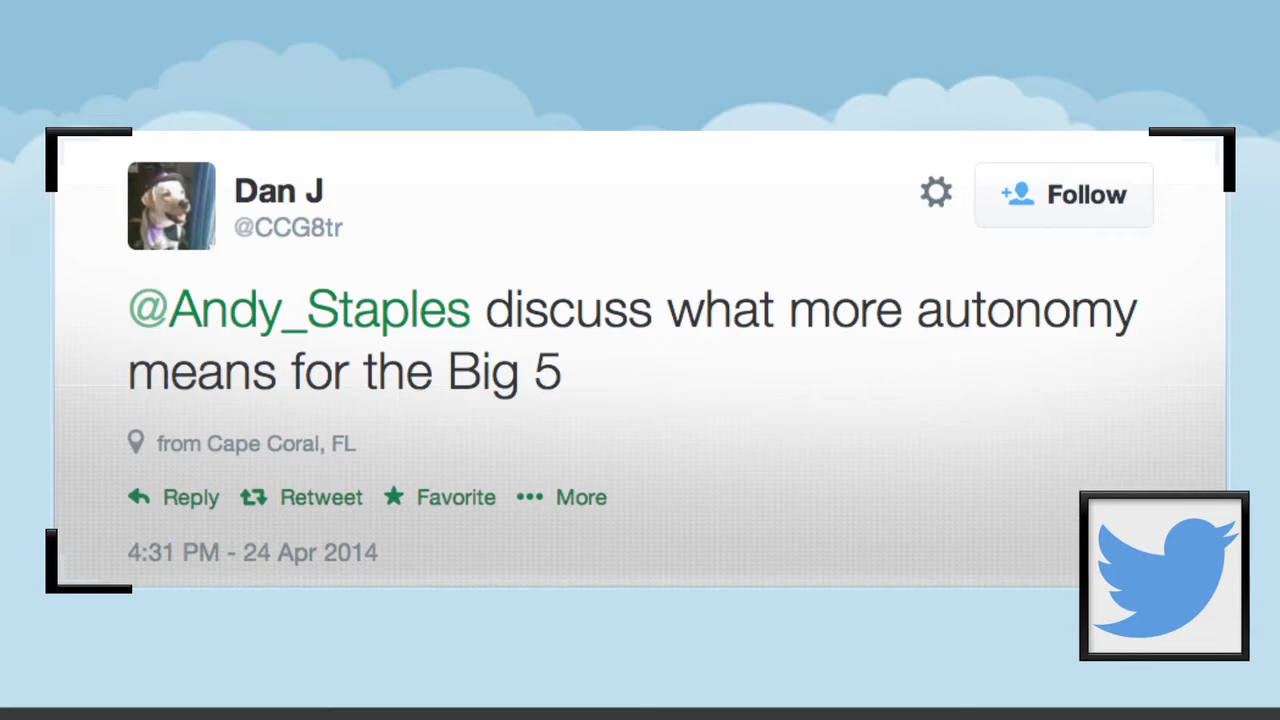 Dan J
@CCG8tr
Follow
@Andy_Staples discuss what more autonomy
means for the Big 5
from Cape Coral, FL
Reply Retweet Favorite More
4:31 PM - 24 Apr 2014